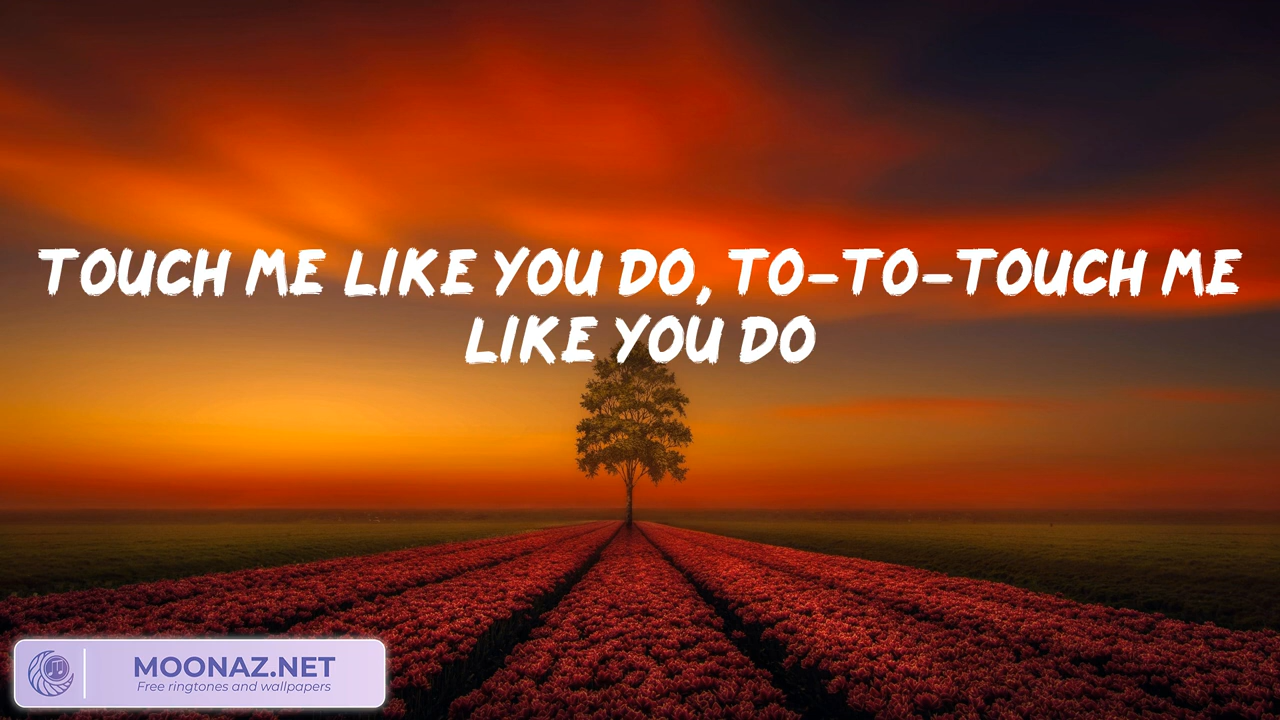 TOUCH ME LIKE YOU DO, TO-TO-TOUCH ME
LIKE YOU DO
MOONAZ.NET
Free ringtones and wallpapers